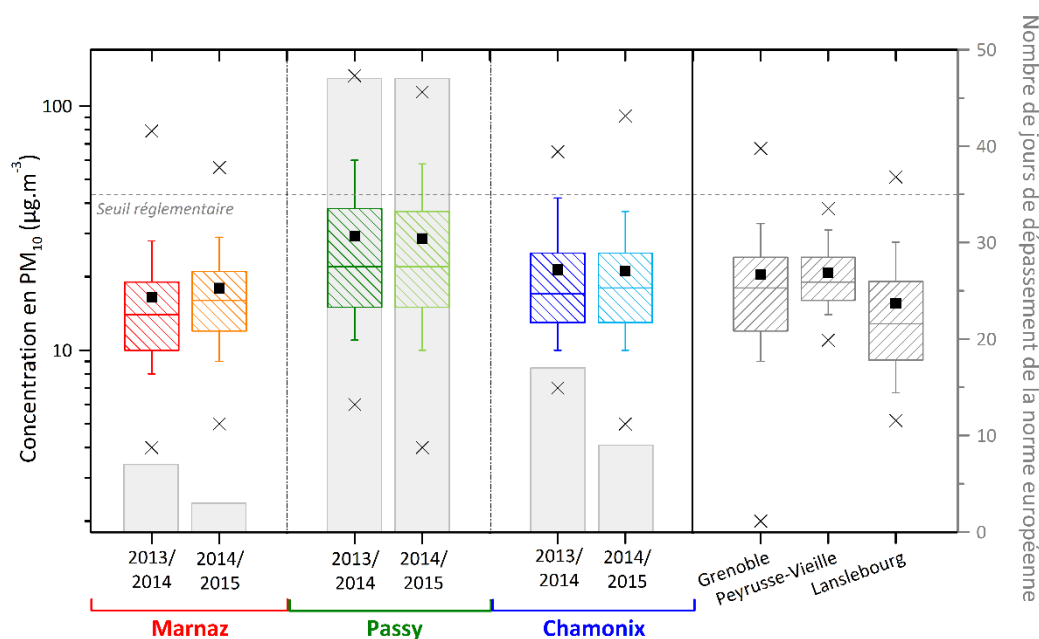 Concentration en PM10 (µg.m-3)
100
10
Seuil réglementaire
50
40
30
20
10
0
Nombre de jours de dépassement de la norme européenne
2013/
2014
2014/
2015
2013/
2014
2014/
2015
2013/
2014
2014/
2015
Grenoble
Peyrusse-Vieille
Lanslebourg
Marnaz
Passy
Chamonix